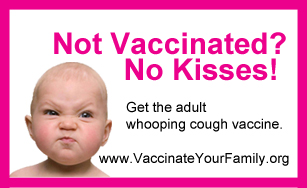 Not Vaccinated?
No Kisses!
Get the adult
whooping cough vaccine.
www.VaccinateYourFamily.org